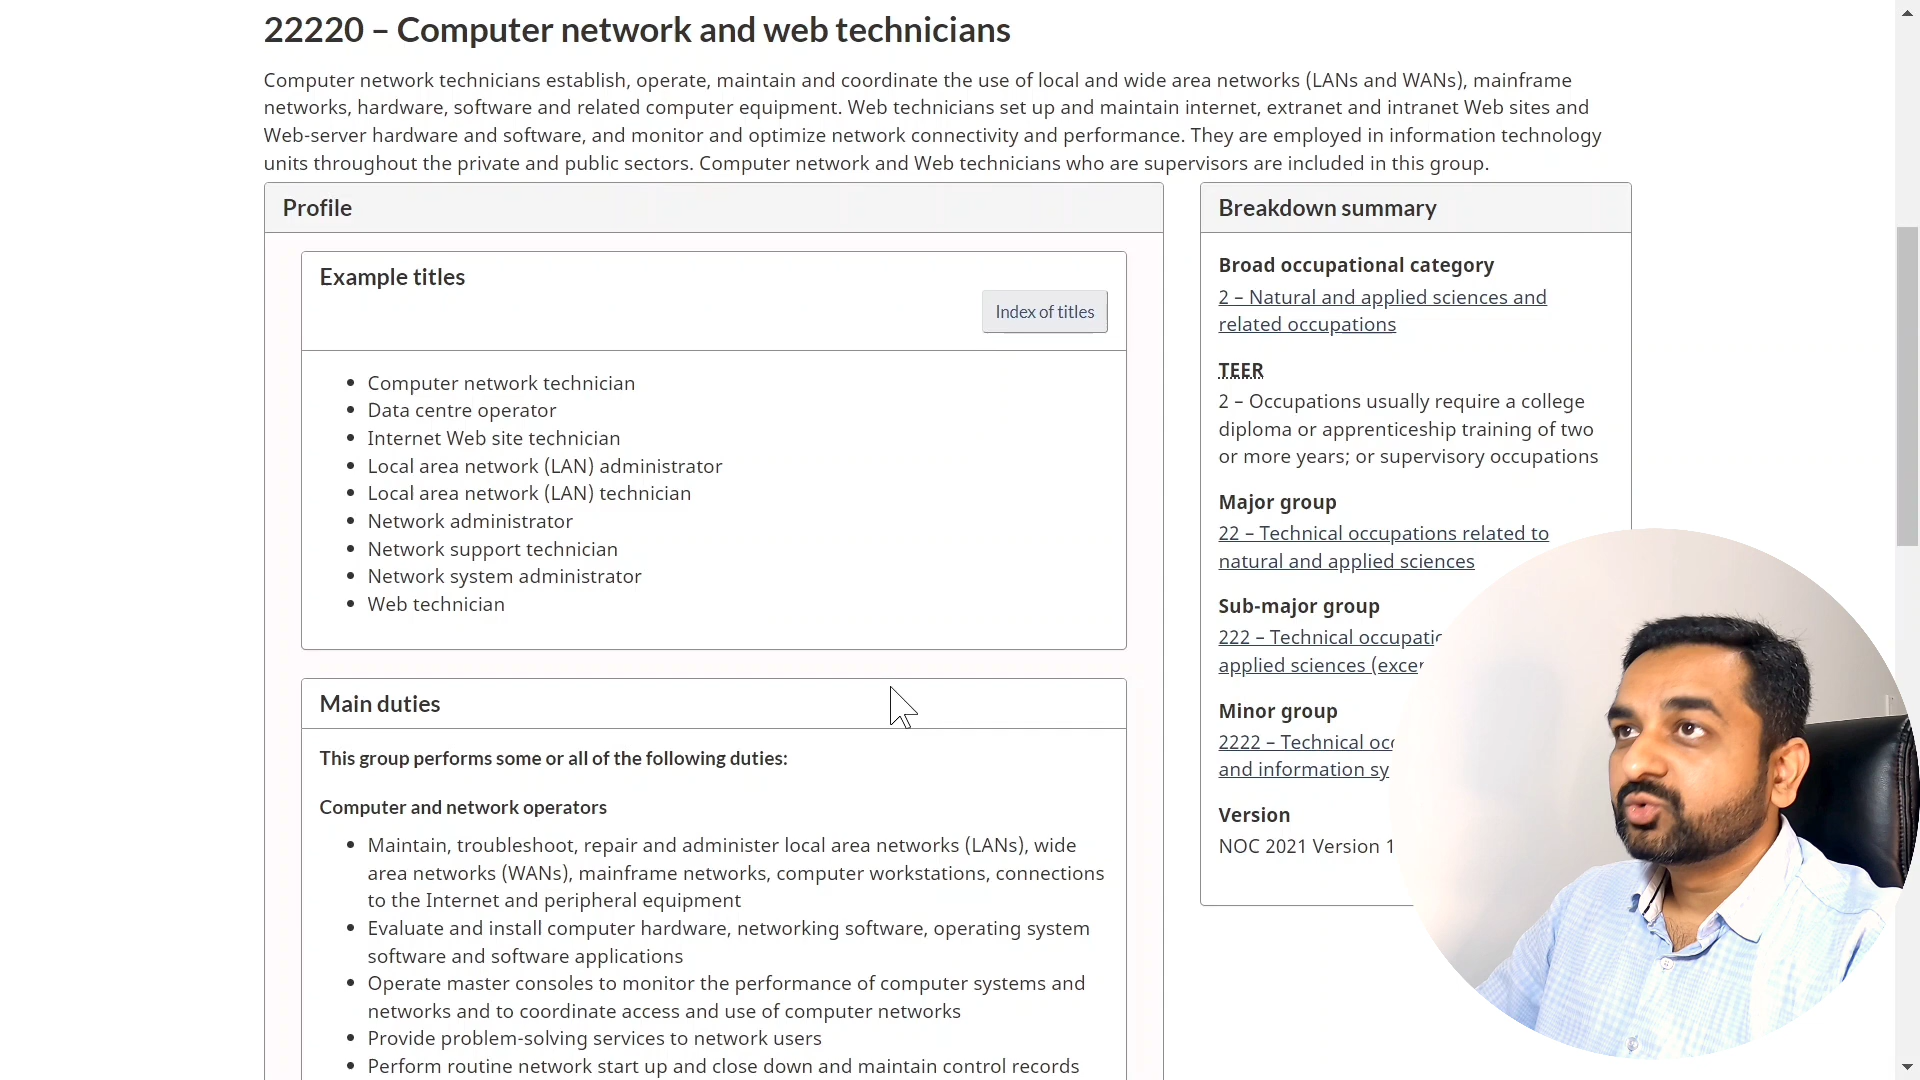 22220 – Computer network and web technicians
Computer network technicians establish, operate, maintain and coordinate the use of local and wide area networks (LANs and WANs), mainframe
networks, hardware, software and related computer equipment. Web technicians set up and maintain internet, extranet and intranet Web sites and
Web-server hardware and software, and monitor and optimize network connectivity and performance. They are employed in information technology
units throughout the private and public sectors. Computer network and Web technicians who are supervisors are included in this group.
Profile
Example titles
Index of titles
• Computer network technician
• Data centre operator
• Internet Web site technician
• Local area network (LAN) administrator
• Local area network (LAN) technician
• Network administrator
• Network support technician
• Network system administrator
• Web technician
Main duties
This group performs some or all of the following duties:
Computer and network operators
• Maintain, troubleshoot, repair and administer local area networks (LANs), wide
area networks (WANs), mainframe networks, computer workstations, connections
to the Internet and peripheral equipment
• Evaluate and install computer hardware, networking software, operating system
software and software applications
• Operate master consoles to monitor the performance of computer systems and
networks and to coordinate access and use of computer networks
• Provide problem-solving services to network users
• Perform routine network start up and close down and maintain control records
Breakdown summary
Broad occupational category
2 – Natural and applied sciences and
related occupations
TEER
2 – Occupations usually require a college
diploma or apprenticeship training of two
or more years; or supervisory occupations
Major group
22 – Technical occupations related to
natural and applied sciences
Sub-major group
222 – Technical
applied sciences
Minor group
2222 – Technical
and information
Version
NOC 2021 Version 1